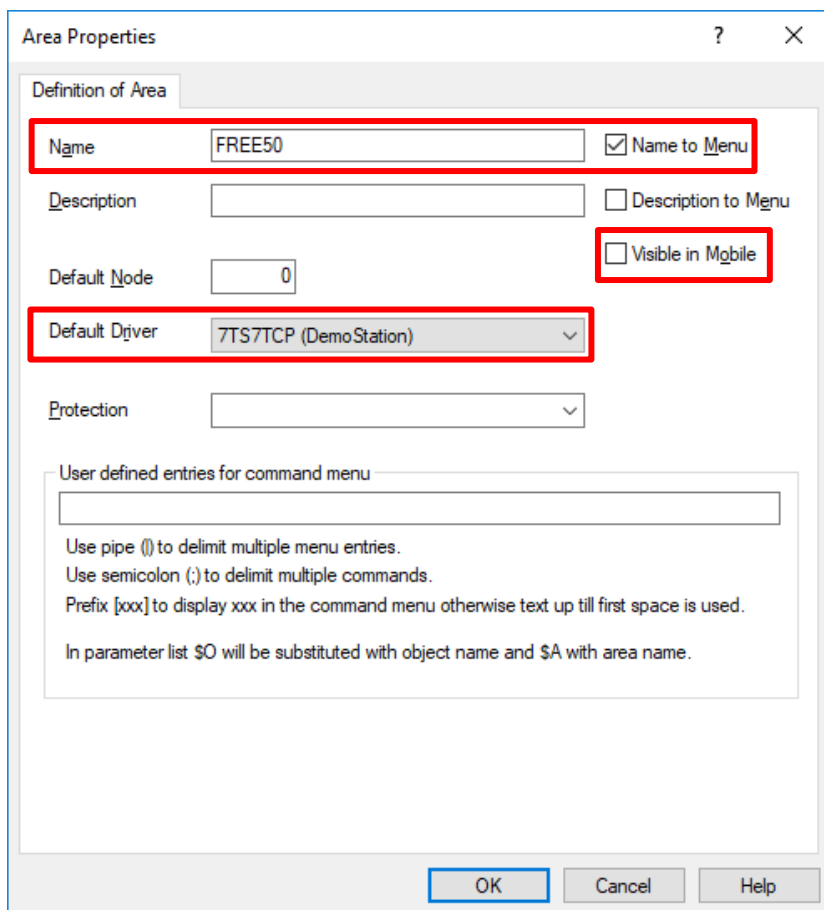 Area Properties ?
Definition of Area
Name FREE50 Name to Menu
Description Description to Menu
Visible in Mobile
Default Node 0
Default Driver 7TS7TCP (DemoStation)
Protection
User defined entries for command menu
Use pipe (|) to delimit multiple menu entries.
Use semicolon (;) to delimit multiple commands.
Prefix [xxx] to display xxx in the command menu otherwise text up till first space is used.
In parameter list $O will be substituted with object name and $A with area name.
OK Cancel Help